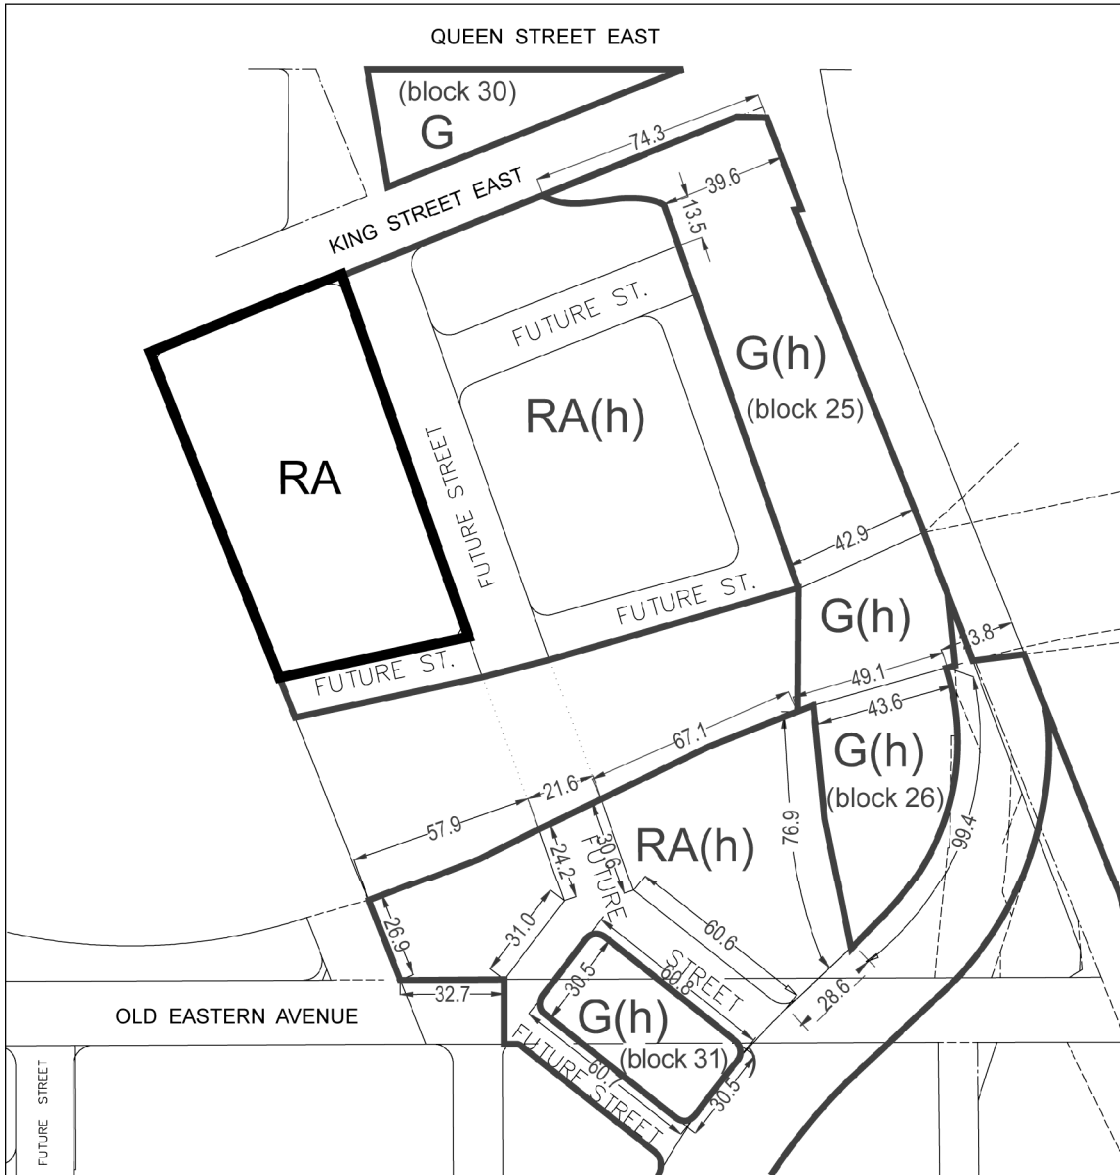 QUEEN STREET EAST
(block 30)
G
74.3
KING STREET EAST
39.6
13.5
FUTURE ST.
G(h)
(block 25)
RA(h)
RA
FUTURE STREET
42.9
FUTURE ST.
G(h)
3.8
FUTURE ST.
49.1
43.6
67.1
G(h)
(block 26)
21.6
57.9
76.9
99.4
RA(h)
24.2
30.6
FUTURE
STREET
26.9
31.0
60.6
32.7
30.5
60.8
28.6
OLD EASTERN AVENUE
G(h)
(block 31)
FUTURE STREET
60.7
30.5
FUTURE STREET